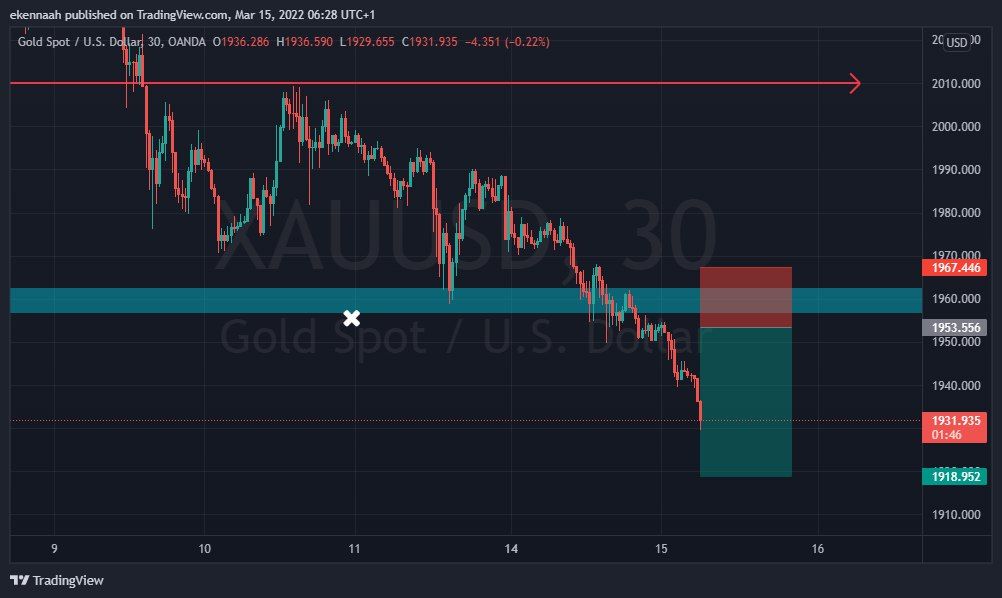 ekennaah published on TradingView.com, Mar 15, 2022 06:28 UTC+1
Gold Spot / U.S. Dollar, 30, OANDA O1936.286 H1936.590 L1929.655 C1931.935 −4.351 (−0.22%)
USD
2010.000
2000.000
1990.000
1980.000
1970.000
1967.446
1960.000
1953.556
1950.000
1940.000
1931.935
01:46
1918.952
1910.000
XAUUSD, 30
Gold Spot / U.S. Dollar
9 10 11 14 15 16
TradingView